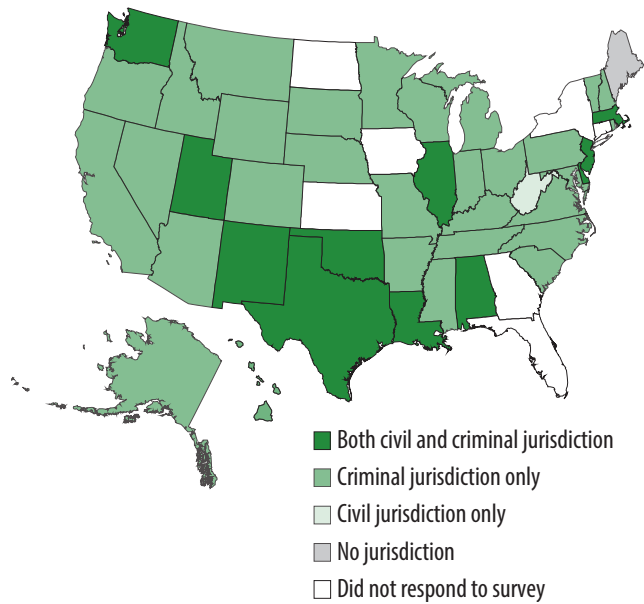 Both civil and criminal jurisdiction
Criminal jurisdiction only
Civil jurisdiction only
No jurisdiction
Did not respond to survey